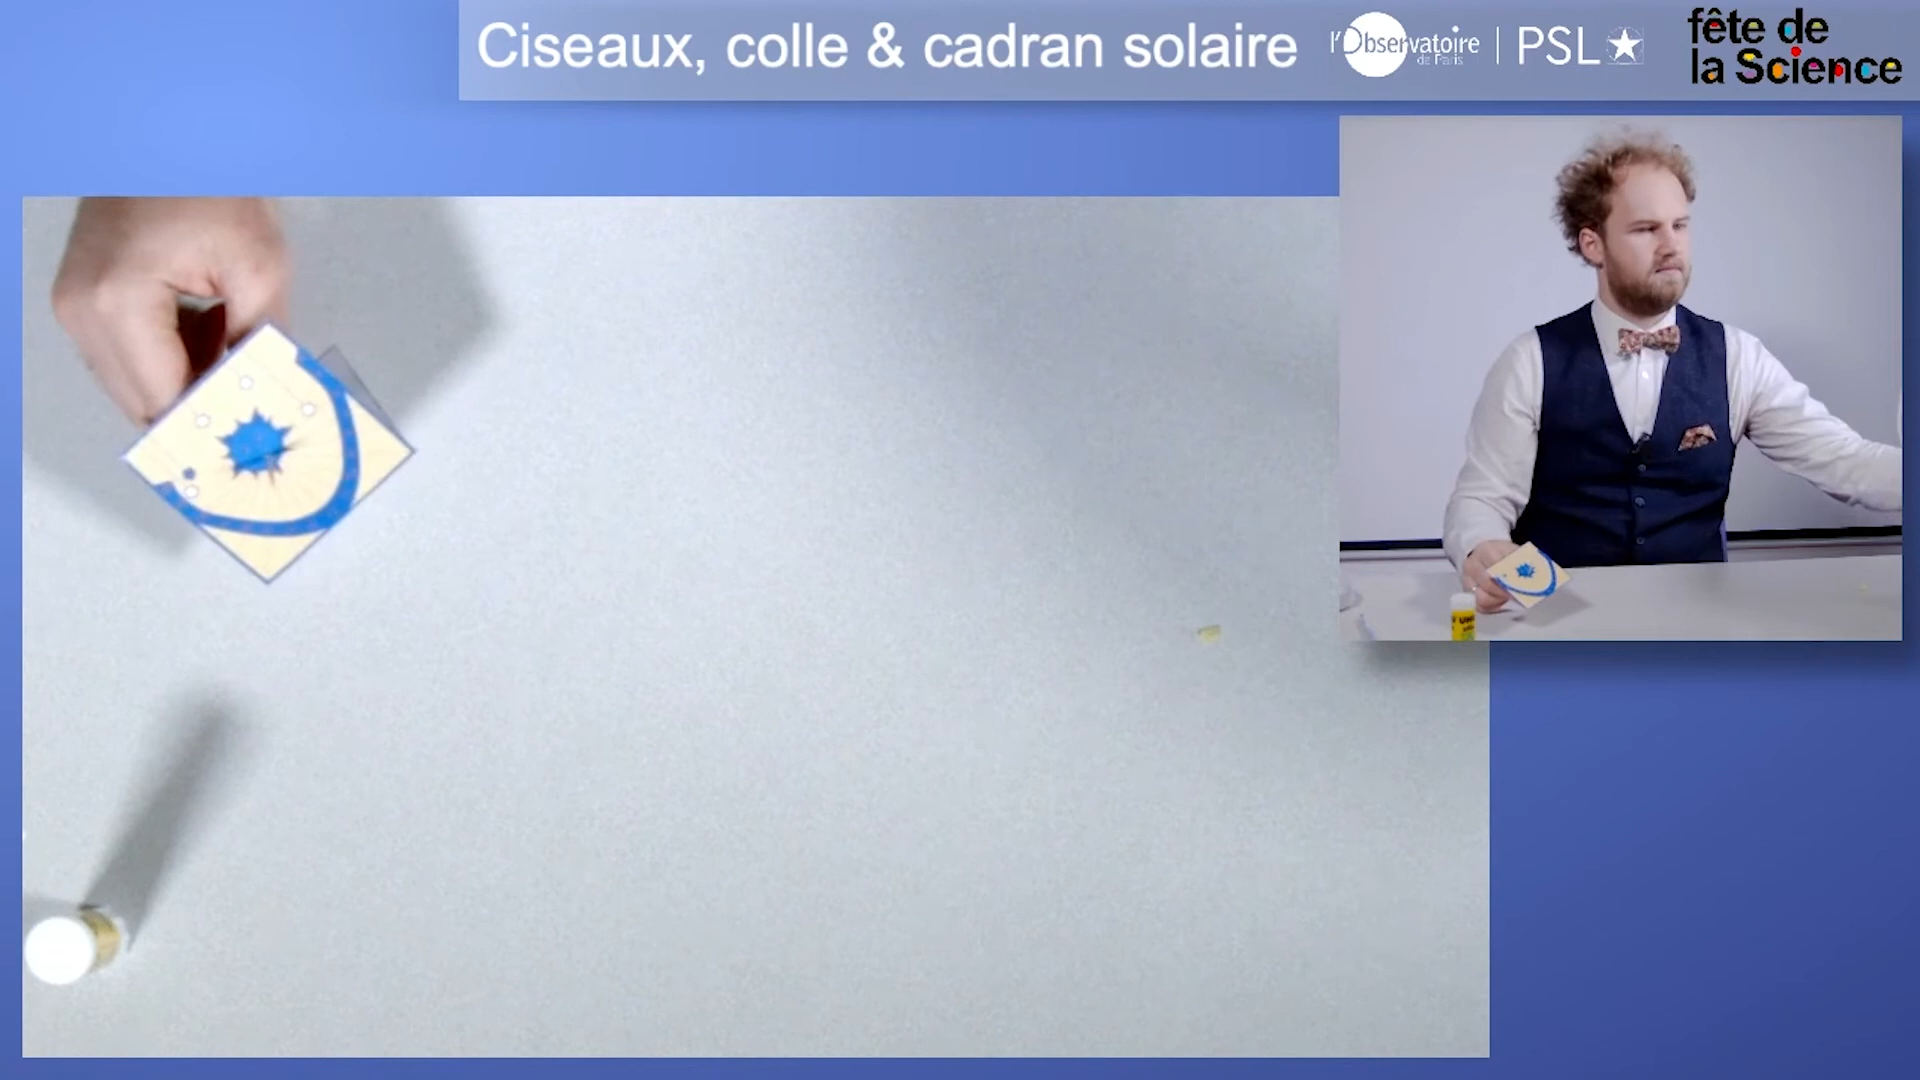 Ciseaux, colle & cadran solaire
l'Observatoire
de Paris
PSL
fête de
la Science